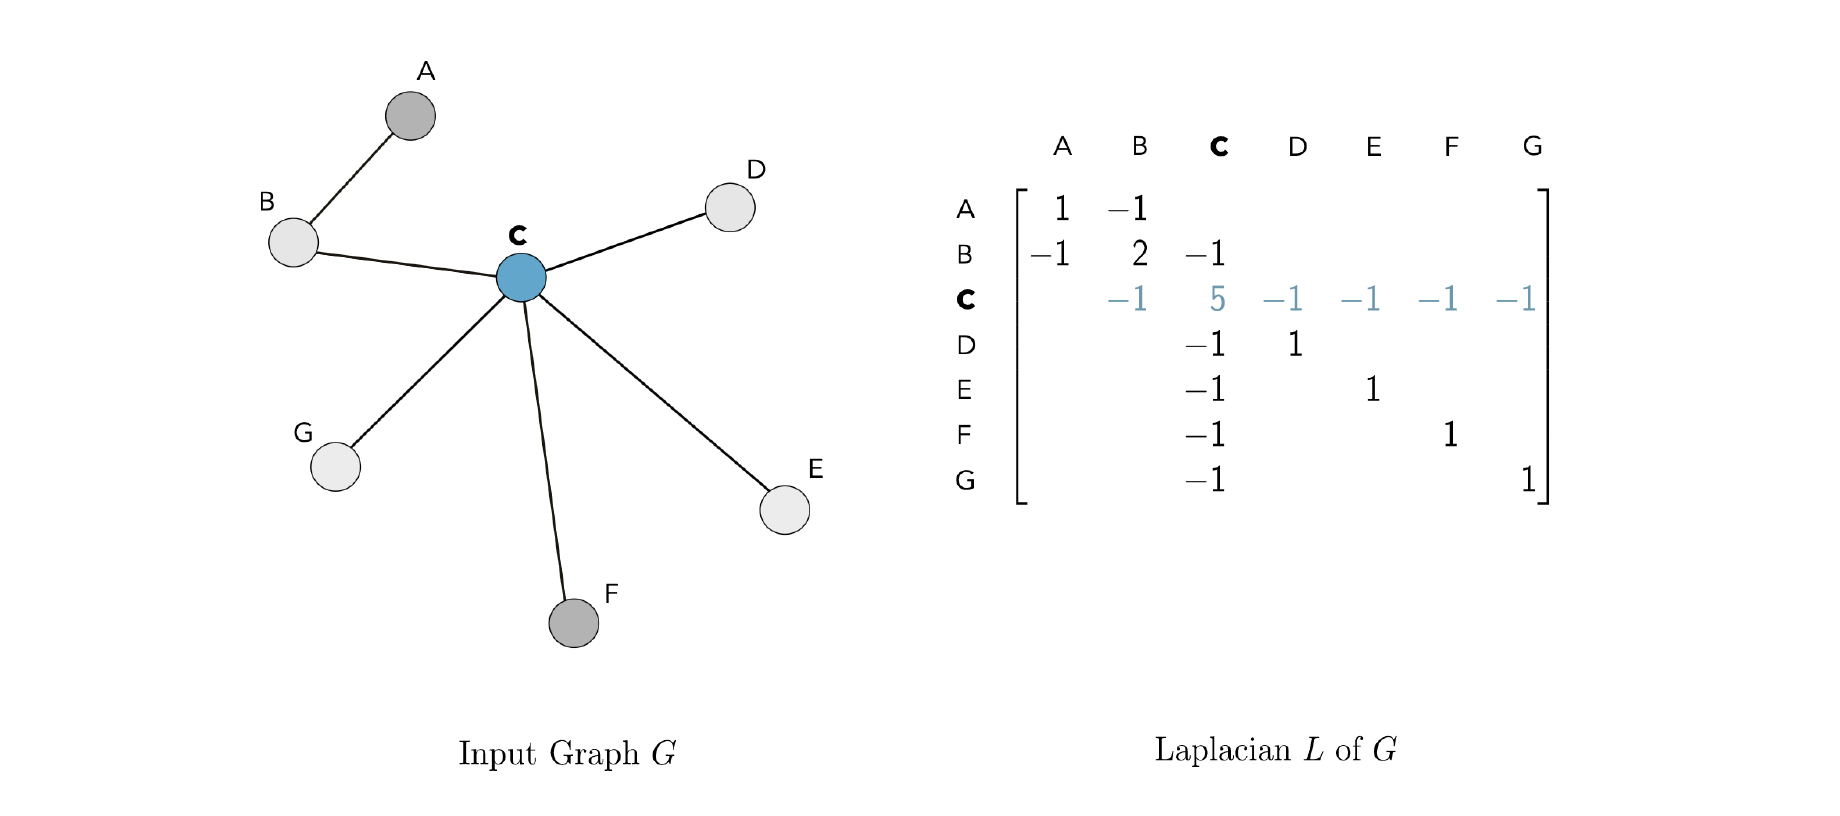 A
B
C
D
G
E
F
Input Graph G
A B C D E F G
A 1 −1
B −1 2 −1
C −1 5 −1 −1 −1 −1
D −1 1
E −1 1
F −1 1
G −1 1
Laplacian L of G